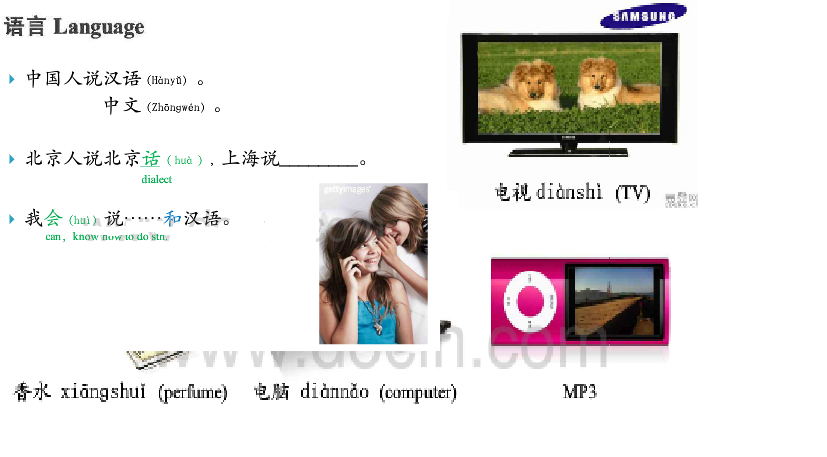 语言 Language
SAMSUNG
中国人说汉语 (Hànyǔ) 。
中文 (Zhōngwén) 。
北京人说北京话 ( huà ) , 上海说________。
dialect
我会 (huì) 说……和汉语。
can, know how to do sth.
gettyimages
电视 diànshì (TV)
香水 xiāngshuǐ (perfume)
电脑 diànnǎo (computer)
MP3